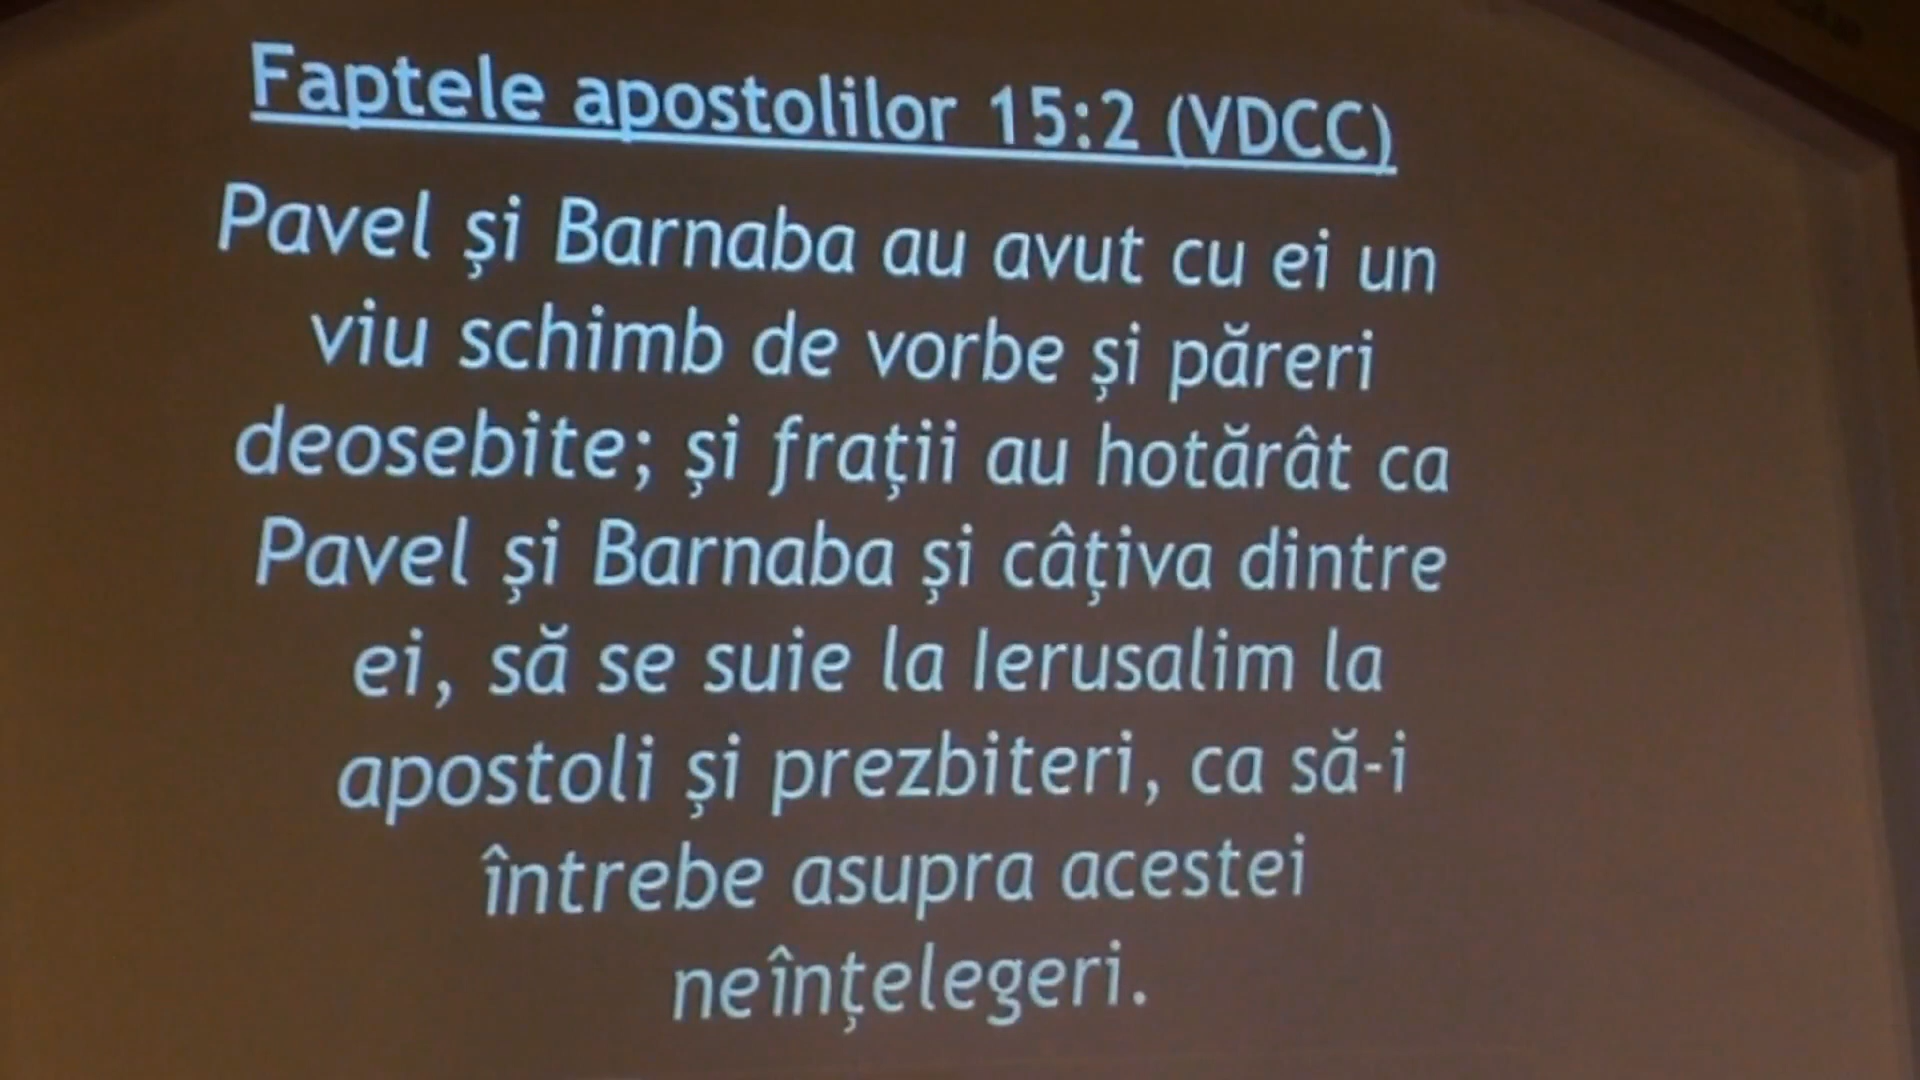 Faptele apostolilor 15:2 (VDCC)
Pavel și Barnaba au avut cu ei un
viu schimb de vorbe și păreri
deosebite; și frații au hotărât ca
Pavel și Barnaba și câțiva dintre
ei, să se suie la Ierusalim la
apostoli și prezbiteri, ca să-i
întrebe asupra acestei
neînțelegeri.